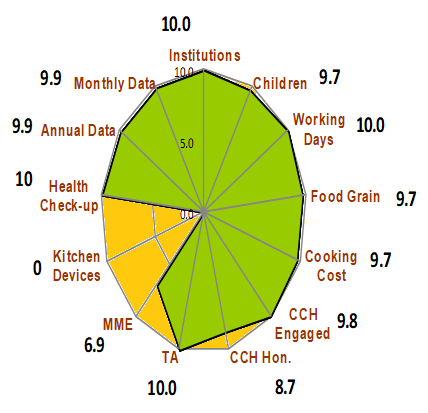 10.0
Institutions
10.0
9.9
Monthly Data
Children
9.7
9.9
Annual Data
Working
Days
10.0
5.0
10
Health
Check-up
Food Grain
9.7
0.0
0
Kitchen
Devices
Cooking
Cost
9.7
MME
6.9
CCH
Engaged
9.8
TA
10.0
CCH Hon.
8.7